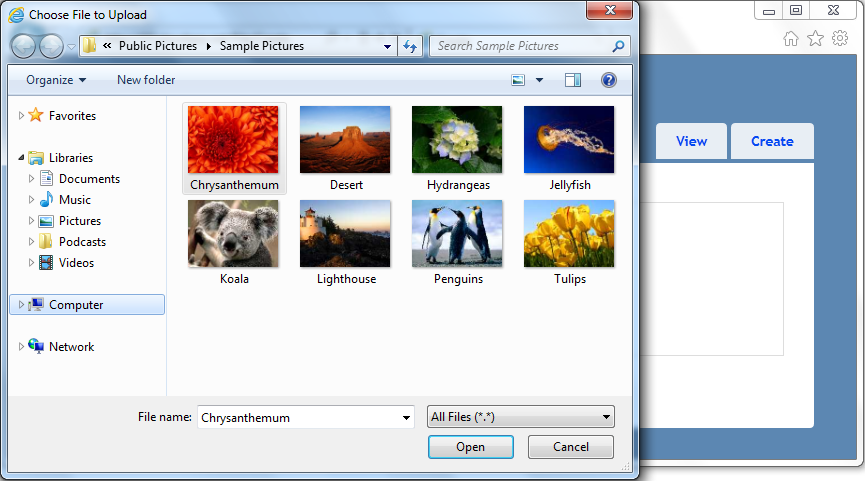 Choose File to Upload
Public Pictures Sample Pictures Search Sample Pictures
Organize New folder
Favorites
Libraries
Documents
Music
Pictures
Podcasts
Videos
Computer
Network
Chrysanthemum Desert Hydrangeas Jellyfish
Koala Lighthouse Penguins Tulips
File name: Chrysanthemum All Files (*.*)
Open Cancel
View Create